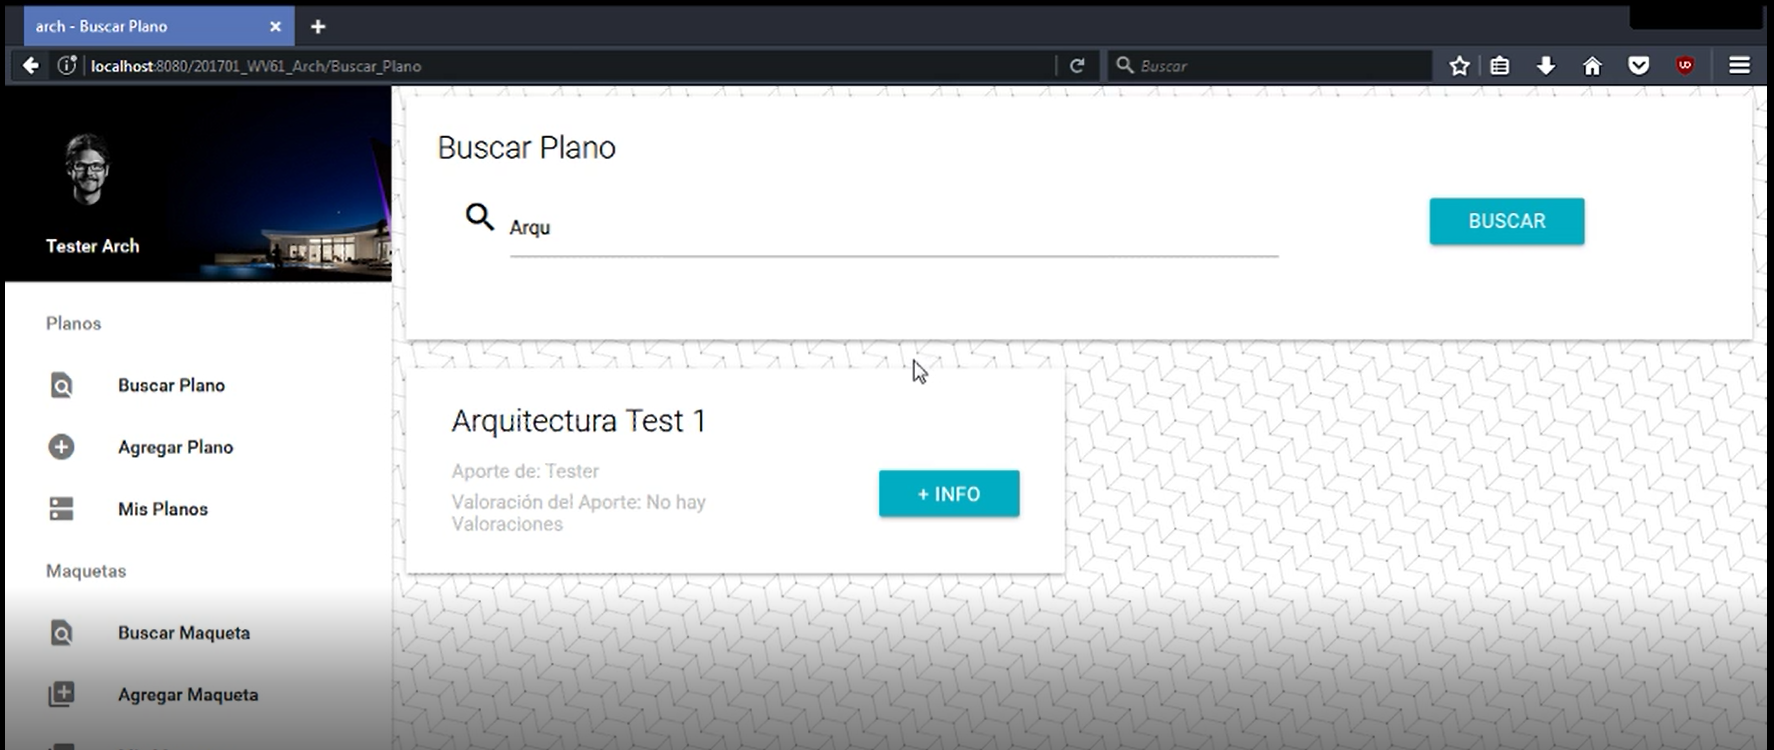 arch - Buscar Plano
localhost:8080/201701_WV61_Arch/Buscar_Plano
Buscar
Tester Arch
Planos
Buscar Plano
Agregar Plano
Mis Planos
Maquetas
Buscar Maqueta
Agregar Maqueta
Buscar Plano
Arqu
BUSCAR
Arquitectura Test 1
Aporte de: Tester
Valoración del Aporte: No hay
Valoraciones
+ INFO